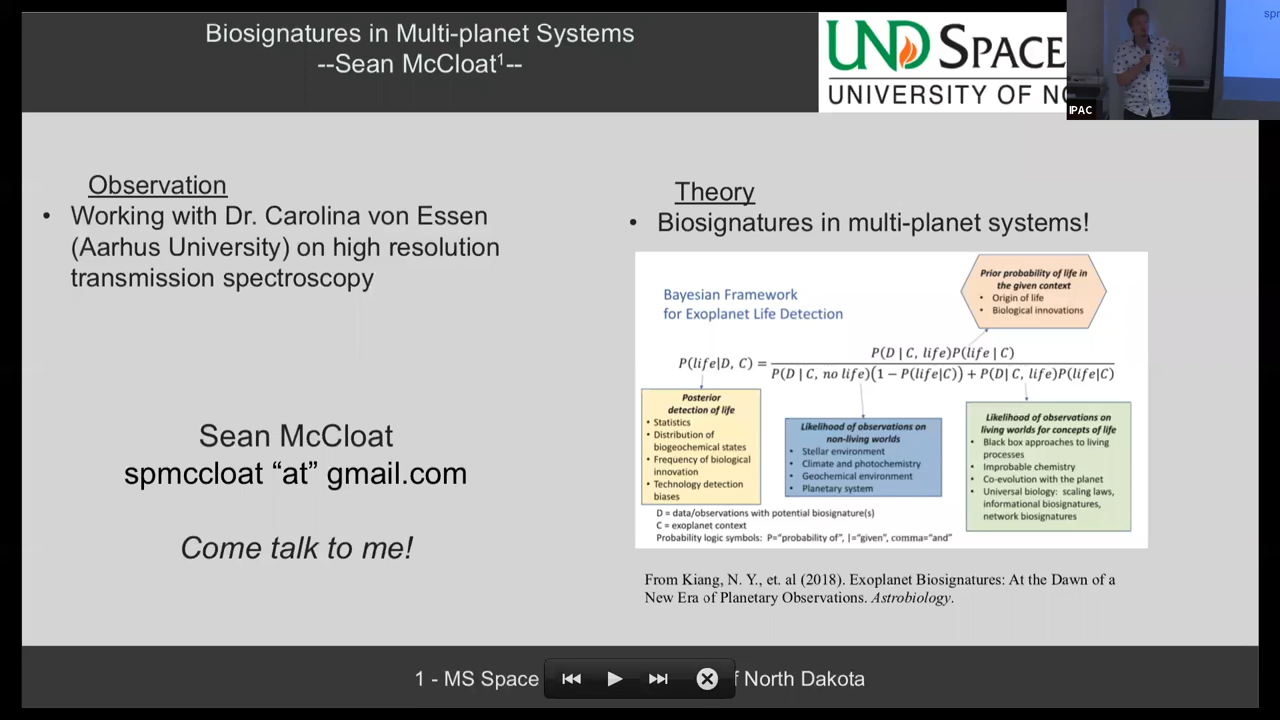 Biosignatures in Multi-planet Systems
--Sean McCloat¹--
UND SPACE
UNIVERSITY OF
IPAC
Observation
• Working with Dr. Carolina von Essen
(Aarhus University) on high resolution
transmission spectroscopy
Sean McCloat
spmccloat “at” gmail.com
Come talk to me!
Theory
• Biosignatures in multi-planet systems!
Bayesian Framework
for Exoplanet Life Detection
Prior probability of life in
the given context
• Origin of life
• Biological innovations
P(life|D, C) = P(D | C, life)P(life | C)
P(D | C, no life)(1 − P(life|C)) + P(D| C, life)P(life|C)
Posterior
detection of life
• Statistics
• Distribution of
biogeochemical states
• Frequency of biological
innovation
• Technology detection
biases
Likelihood of observations on
non-living worlds
• Stellar environment
• Climate and photochemistry
• Geochemical environment
• Planetary system
Likelihood of observations on
living worlds for concepts of life
• Black box approaches to living
processes
• Improbable chemistry
• Co-evolution with the planet
• Universal biology: scaling laws,
informational biosignatures,
network biosignatures
D = data/observations with potential biosignature(s)
C = exoplanet context
Probability logic symbols: P=“probability of”, |=“given”, comma=“and”
From Kiang, N. Y., et. al (2018). Exoplanet Biosignatures: At the Dawn of a
New Era of Planetary Observations. Astrobiology.
1 - MS Space f North Dakota